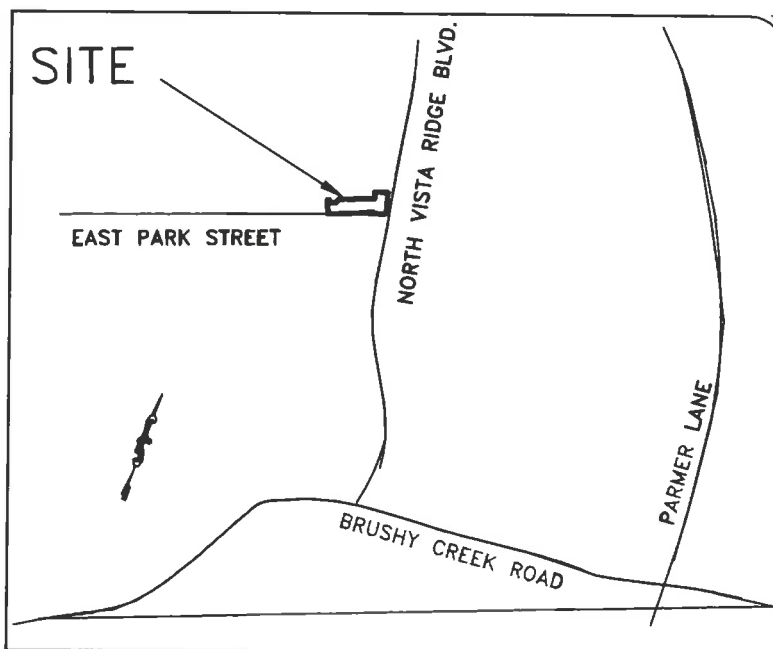 SITE
NORTH VISTA RIDGE BLVD.
EAST PARK STREET
PARMER LANE
BRUSHY CREEK ROAD